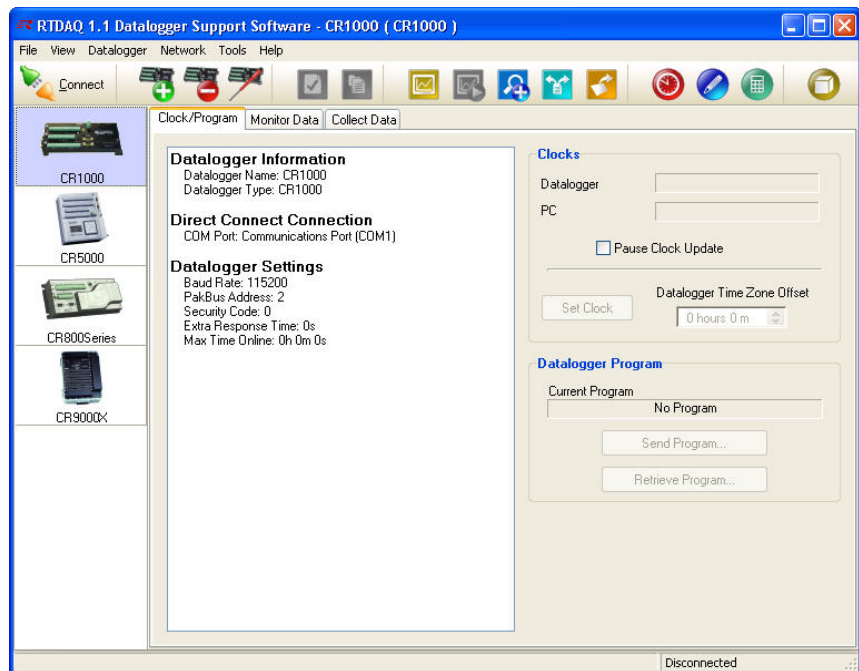 RTDAQ 1.1 Datalogger Support Software - CR1000 ( CR1000 )
File View Datalogger Network Tools Help
Connect
CR1000
CR5000
CR800Series
CR9000X
Clock/Program Monitor Data Collect Data
Datalogger Information
Datalogger Name: CR1000
Datalogger Type: CR1000
Direct Connect Connection
COM Port: Communications Port (COM1)
Datalogger Settings
Baud Rate: 115200
PakBus Address: 2
Security Code: 0
Extra Response Time: 0s
Max Time Online: 0h 0m 0s
Clocks
Datalogger
PC
Pause Clock Update
Set Clock
Datalogger Time Zone Offset
0 hours 0 m
Datalogger Program
Current Program
No Program
Send Program...
Retrieve Program...
Disconnected